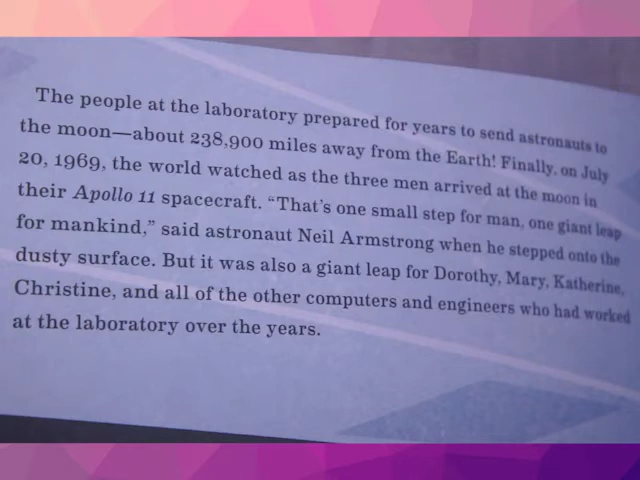 The people at the laboratory prepared for years to send astronauts to
the moon—about 238,900 miles away from the Earth! Finally, on July
20, 1969, the world watched as the three men arrived at the moon in
their Apollo 11 spacecraft. “That’s one small step for man, one giant leap
for mankind,” said astronaut Neil Armstrong when he stepped onto the
dusty surface. But it was also a giant leap for Dorothy, Mary, Katherine,
Christine, and all of the other computers and engineers who had worked
at the laboratory over the years.